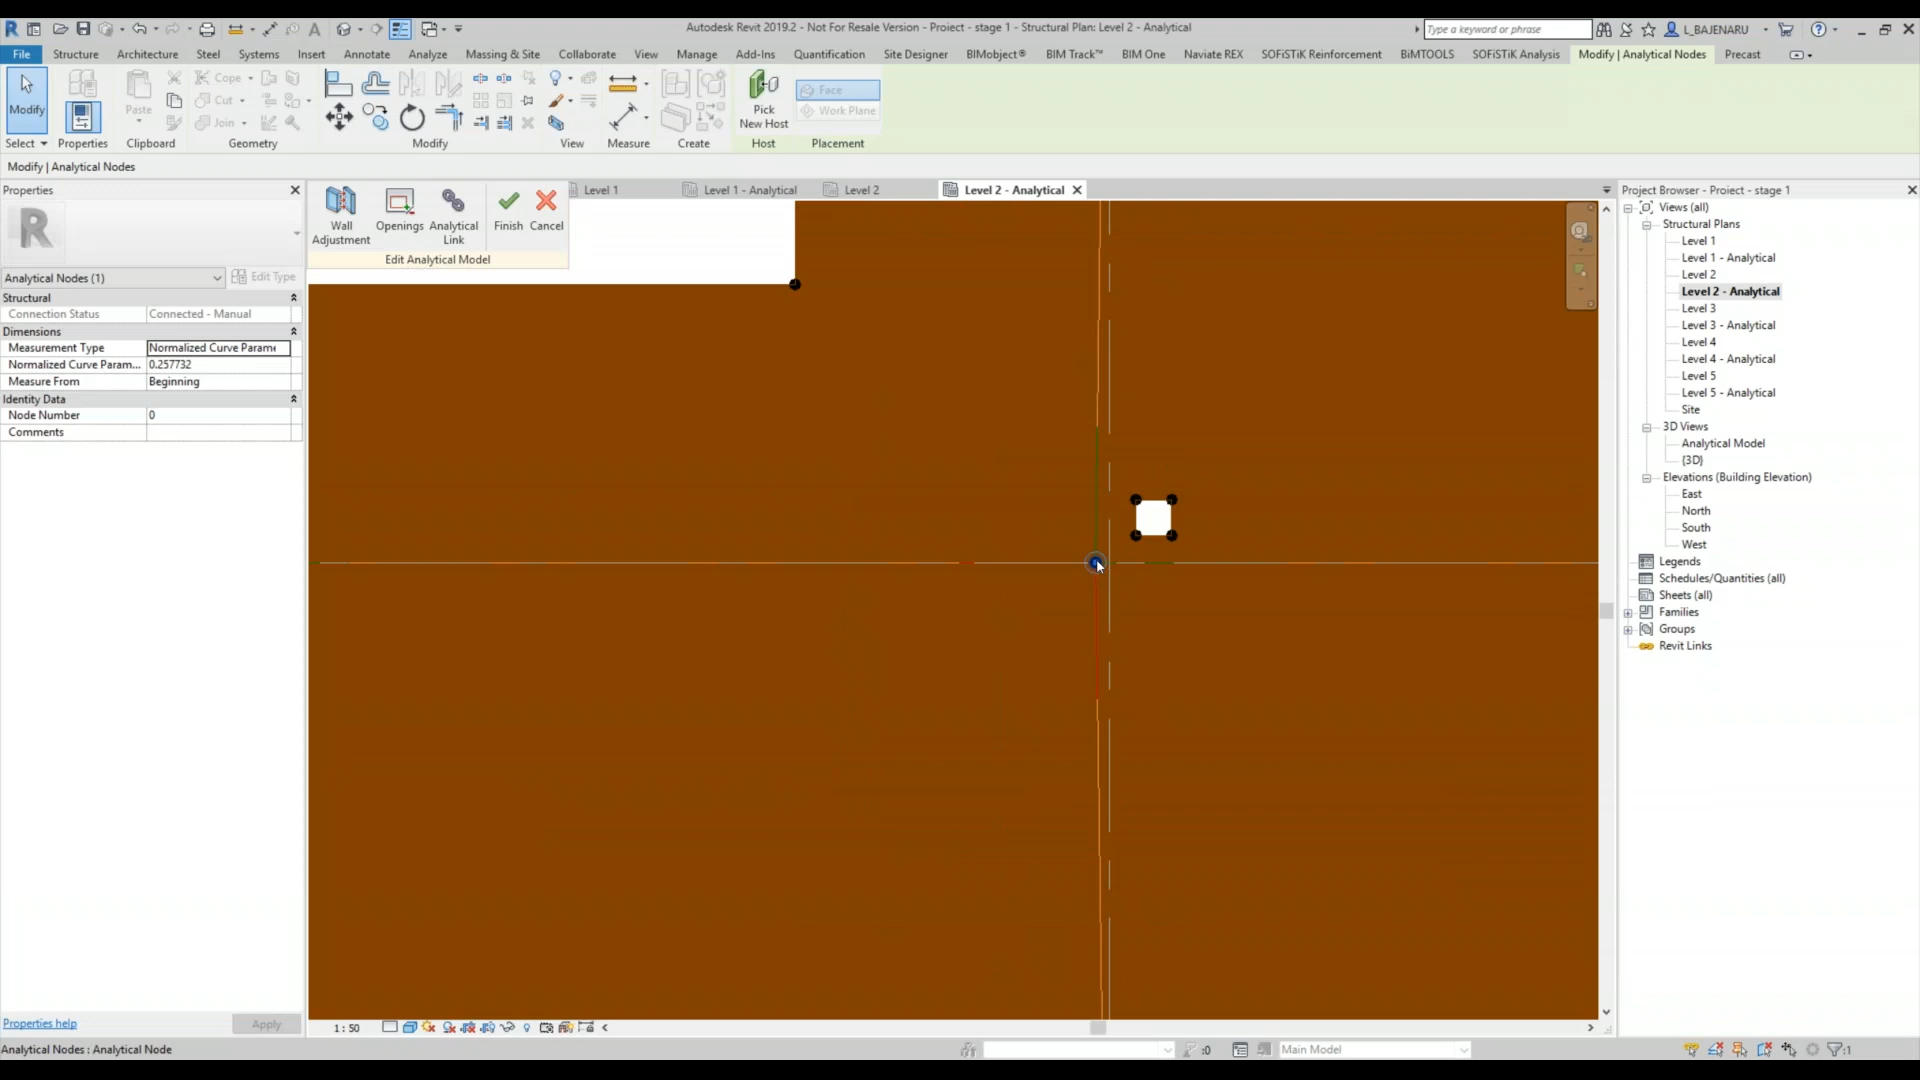 Autodesk Revit 2019.2 - Not For Resale Version - Project - stage 1 - Structural Plan: Level 2 - Analytical
Type a keyword or phrase
L_BAJENARU
File Structure Architecture Steel Systems Insert Annotate Analyze Massing & Site Collaborate View Manage Add-Ins Quantification Site Designer BIMobject® BIM Track™ BIM One Naviate REX SOFiSTiK Reinforcement BiMTOOLS SOFiSTiK Analysis Modify | Analytical Nodes Precast
Modify
Paste
Cope
Cut
Join
Pick
New Host
Face
Work Plane
Select Properties Clipboard Geometry Modify View Measure Create Host Placement
Modify | Analytical Nodes
Properties
R
Analytical Nodes (1)
Edit Type
Structural
Connection Status Connected - Manual
Dimensions
Measurement Type Normalized Curve Parame
Normalized Curve Param... 0.257732
Measure From Beginning
Identity Data
Node Number 0
Comments
Properties help
Apply
Wall
Adjustment
Openings
Analytical
Link
Finish
Cancel
Edit Analytical Model
Level 1
Level 1 - Analytical
Level 2
Level 2 - Analytical
1 : 50
Project Browser - Project - stage 1
Views (all)
Structural Plans
Level 1
Level 1 - Analytical
Level 2
Level 2 - Analytical
Level 3
Level 3 - Analytical
Level 4
Level 4 - Analytical
Level 5
Level 5 - Analytical
Site
3D Views
Analytical Model
{3D}
Elevations (Building Elevation)
East
North
South
West
Legends
Schedules/Quantities (all)
Sheets (all)
Families
Groups
Revit Links
Analytical Nodes : Analytical Node
:0
Main Model
:1